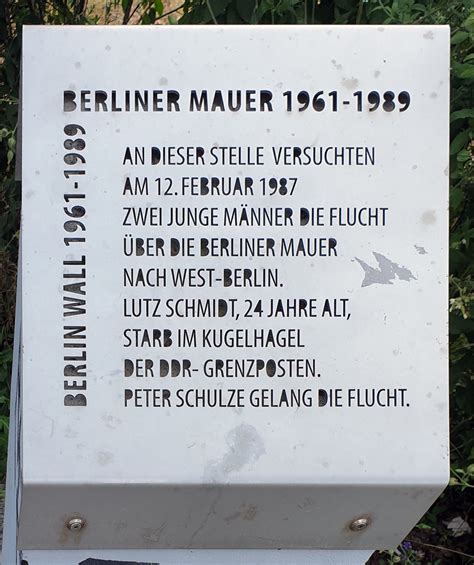 BERLINER MAUER 1961-1989
BERLIN WALL 1961-1989
AN DIESER STELLE VERSUCHTEN
AM 12. FEBRUAR 1987
ZWEI JUNGE MÄNNER DIE FLUCHT
ÜBER DIE BERLINER MAUER
NACH WEST-BERLIN.
LUTZ SCHMIDT, 24 JAHRE ALT,
STARB IM KUGELHAGEL
DER DDR- GRENZPOSTEN.
PETER SCHULZE GELANG DIE FLUCHT.